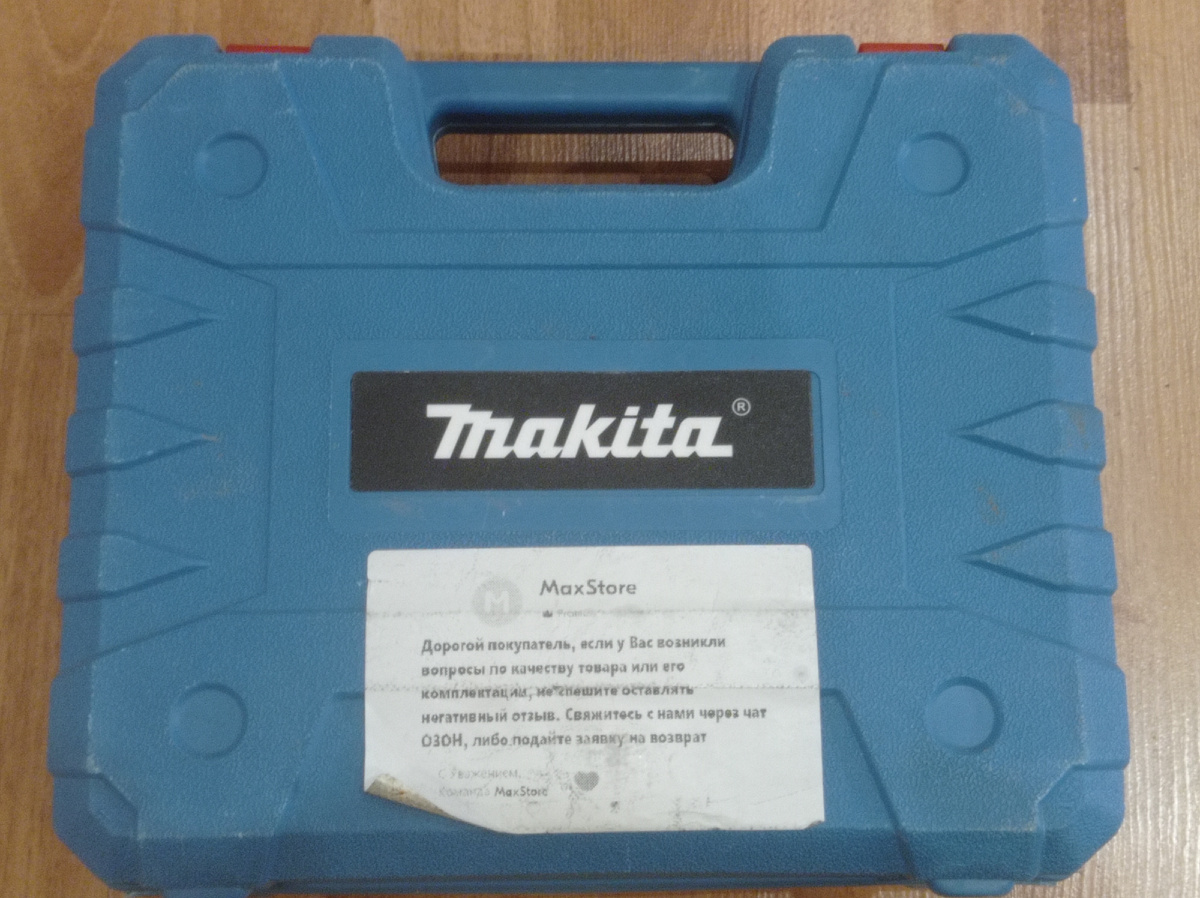 makita®
M
MaxStore
Дорогой покупатель, если у Вас возникли
вопросы по качеству товара или его
комплектации, не спешите оставлять
негативный отзыв. Свяжитесь с нами через чат
ОЗОН, либо подайте заявку на возврат
С уважением,
Команда MaxStore